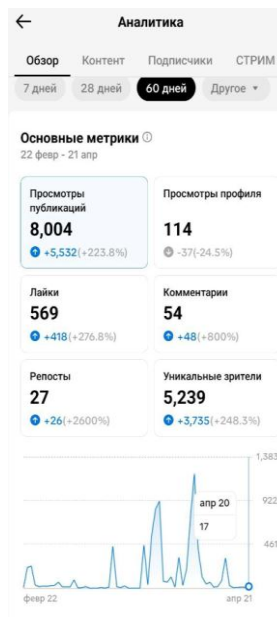 Аналитика
Обзор Контент Подписчики СТРИМ
7 дней 28 дней 60 дней Другое
Основные метрики
22 февр - 21 апр
Просмотры публикаций
8,004
+5,532(+223.8%)
Просмотры профиля
114
-37(-24.5%)
Лайки
569
+418(+276.8%)
Комментарии
54
+48(+800%)
Репосты
27
+26(+2600%)
Уникальные зрители
5,239
+3,735(+248.3%)
1,383
922
461
апр 20
17
февр 22 апр 21